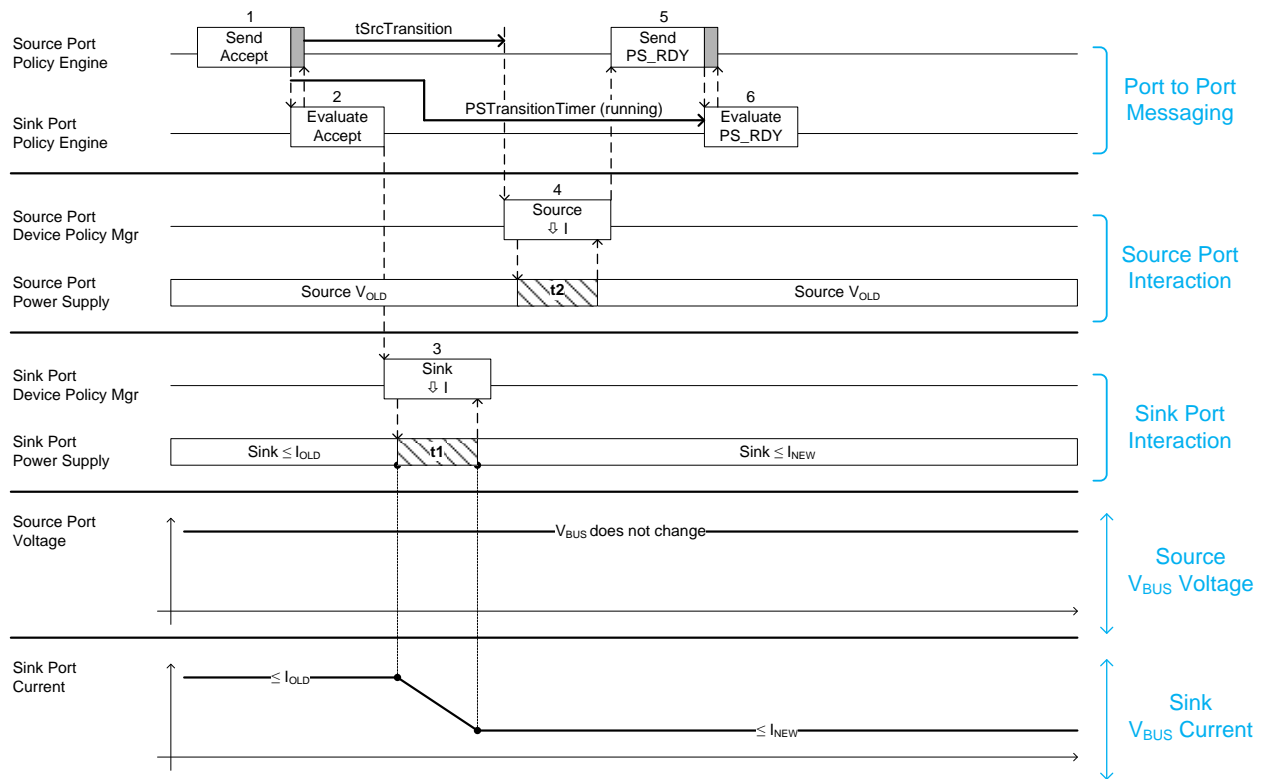 1
Send
Accept
tSrcTransition
5
Send
PS_RDY
Source Port
Policy Engine
2
Evaluate
Accept
PSTransitionTimer (running)
6
Evaluate
PS_RDY
Sink Port
Policy Engine
Port to Port
Messaging
4
Source
⇩ I
Source Port
Device Policy Mgr
Source Port
Power Supply
Source VOLD
t2
Source VOLD
Source Port
Interaction
3
Sink
⇩ I
Sink Port
Device Policy Mgr
Sink Port
Power Supply
Sink ≤ IOLD
t1
Sink ≤ INEW
Sink Port
Interaction
Source Port
Voltage
VBUS does not change
Source
VBUS Voltage
Sink Port
Current
≤ IOLD
≤ INEW
Sink
VBUS Current